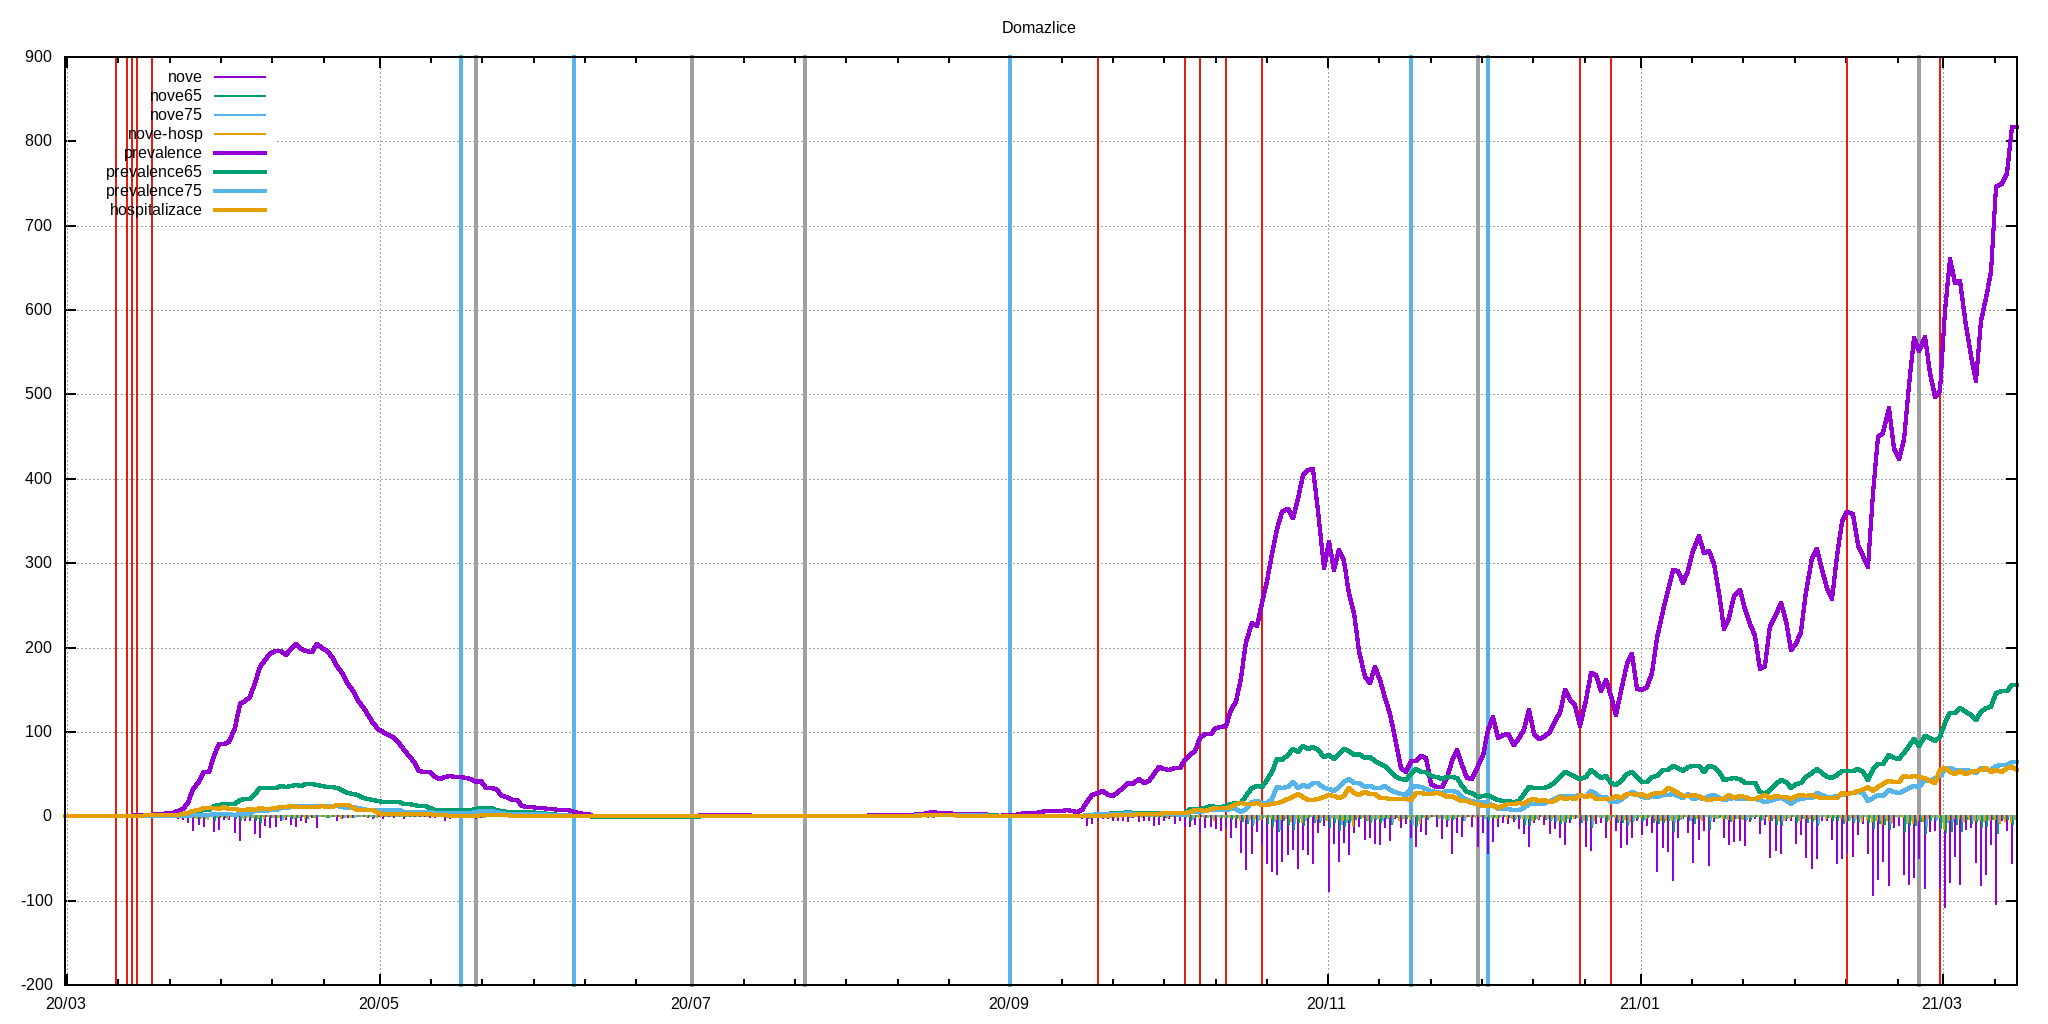 Domazlice
900
800
700
600
500
400
300
200
100
0
-100
-200
nove
nove65
nove75
nove-hosp
prevalence
prevalence65
prevalence75
hospitalizace
20/03 20/05 20/07 20/09 20/11 21/01 21/03